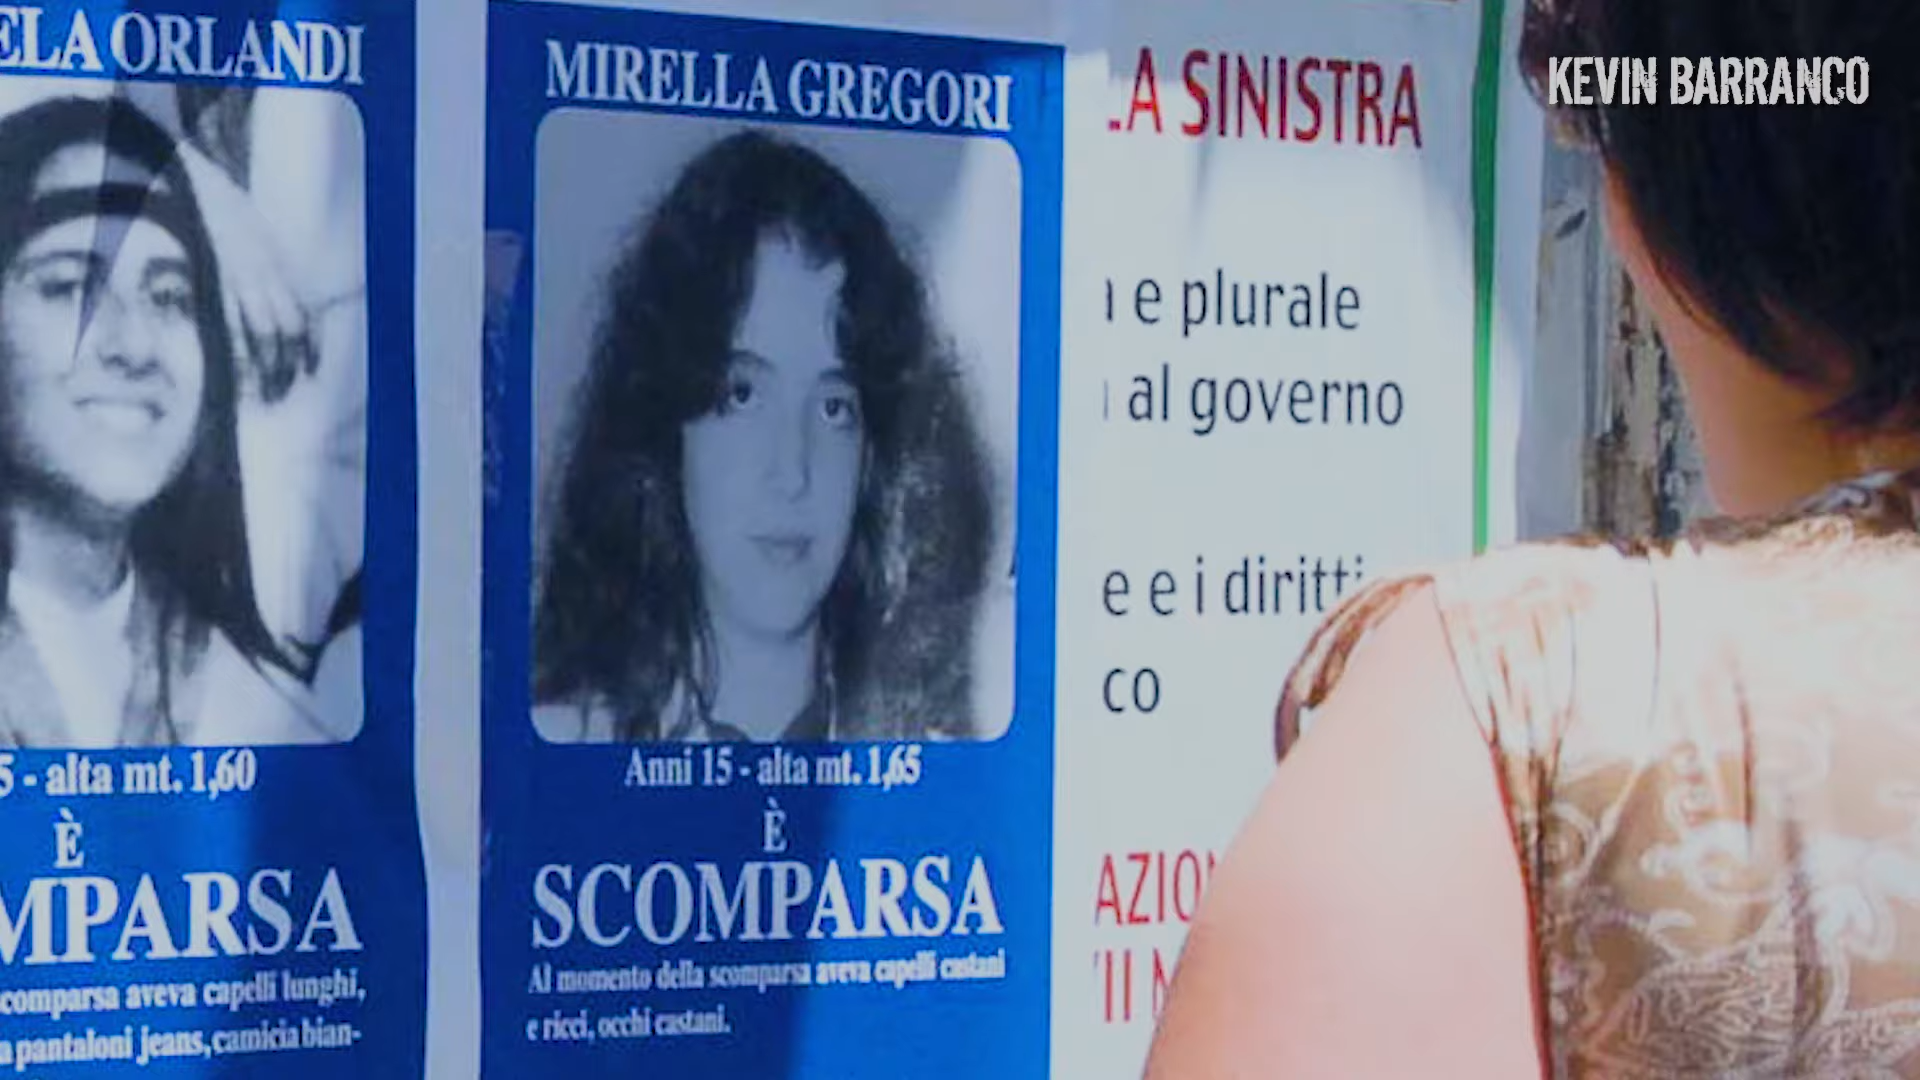 ELA ORLANDI
5 - alta mt. 1,60
È
MPARSA
scomparsa aveva capelli lunghi,
a pantaloni jeans, camicia bian-
MIRELLA GREGORI
Anni 15 - alta mt. 1,65
È
SCOMPARSA
Al momento della scomparsa aveva capelli castani
e ricci, occhi castani.
LA SINISTRA
e plurale
al governo
e e i diritti
co
AZIO
KEVIN BARRANCO